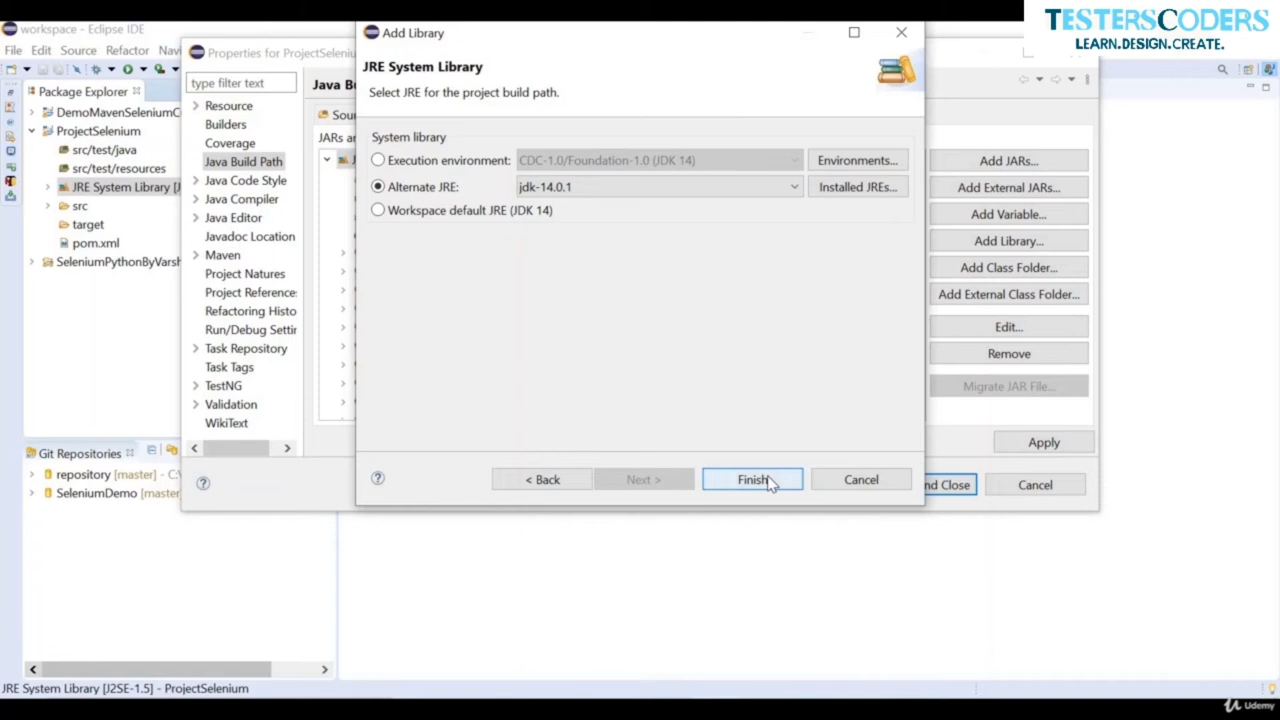 workspace - Eclipse IDE
Add Library
TESTERSCODERS
LEARN.DESIGN.CREATE.
File Edit Source Refactor
Properties for ProjectSelenium
JRE System Library
Select JRE for the project build path.
Package Explorer
type filter text
Java
DemoMavenSeleniumC
ProjectSelenium
src/test/java
src/test/resources
JRE System Library [J
src
target
pom.xml
SeleniumPythonByVarsh
Resource
Builders
Coverage
Java Build Path
Java Code Style
Java Compiler
Java Editor
Javadoc Location
Maven
Project Natures
Project Reference
Refactoring Histo
Run/Debug Settin
Task Repository
Task Tags
TestNG
Validation
WikiText
JARs
System library
Execution environment: CDC-1.0/Foundation-1.0 (JDK 14) Environments...
Alternate JRE: jdk-14.0.1 Installed JREs...
Workspace default JRE (JDK 14)
Add JARs...
Add External JARs...
Add Variable...
Add Library...
Add Class Folder...
Add External Class Folder...
Edit...
Remove
Migrate JAR File...
Apply
< Back Next > Finish Cancel
nd Close Cancel
Git Repositories
repository [master] - C:\
SeleniumDemo [master
JRE System Library [J2SE-1.5] - ProjectSelenium
Udemy